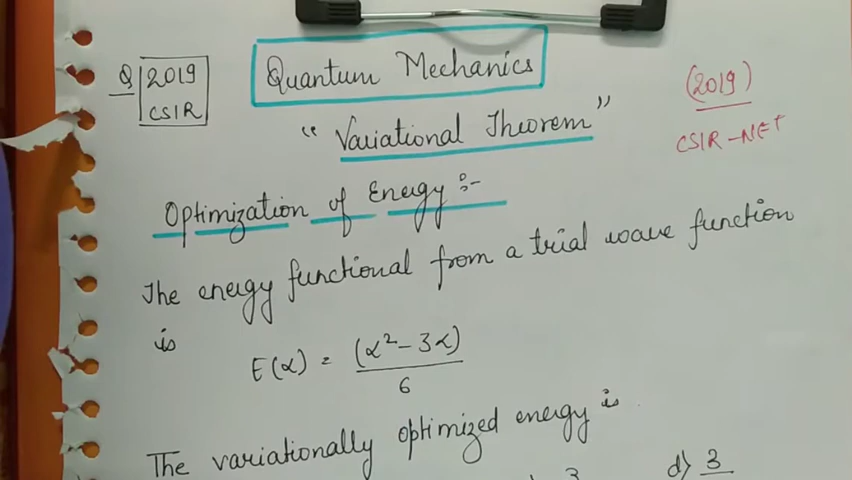 Q 2019
CSIR
Quantum Mechanics
(2019)
CSIR-NET
"Variational Theorem"
Optimization of Energy:-
The energy functional from a trial wave function
is
E(α) = (α² - 3α)
6
The variationally optimized energy is
d) 3